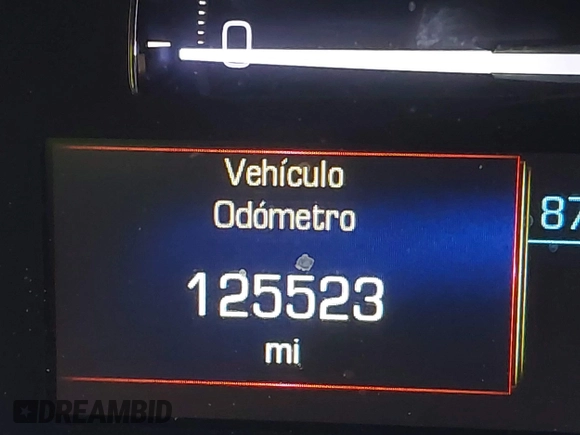 0
Vehículo
Odómetro
87
125523
mi
DREAMBID